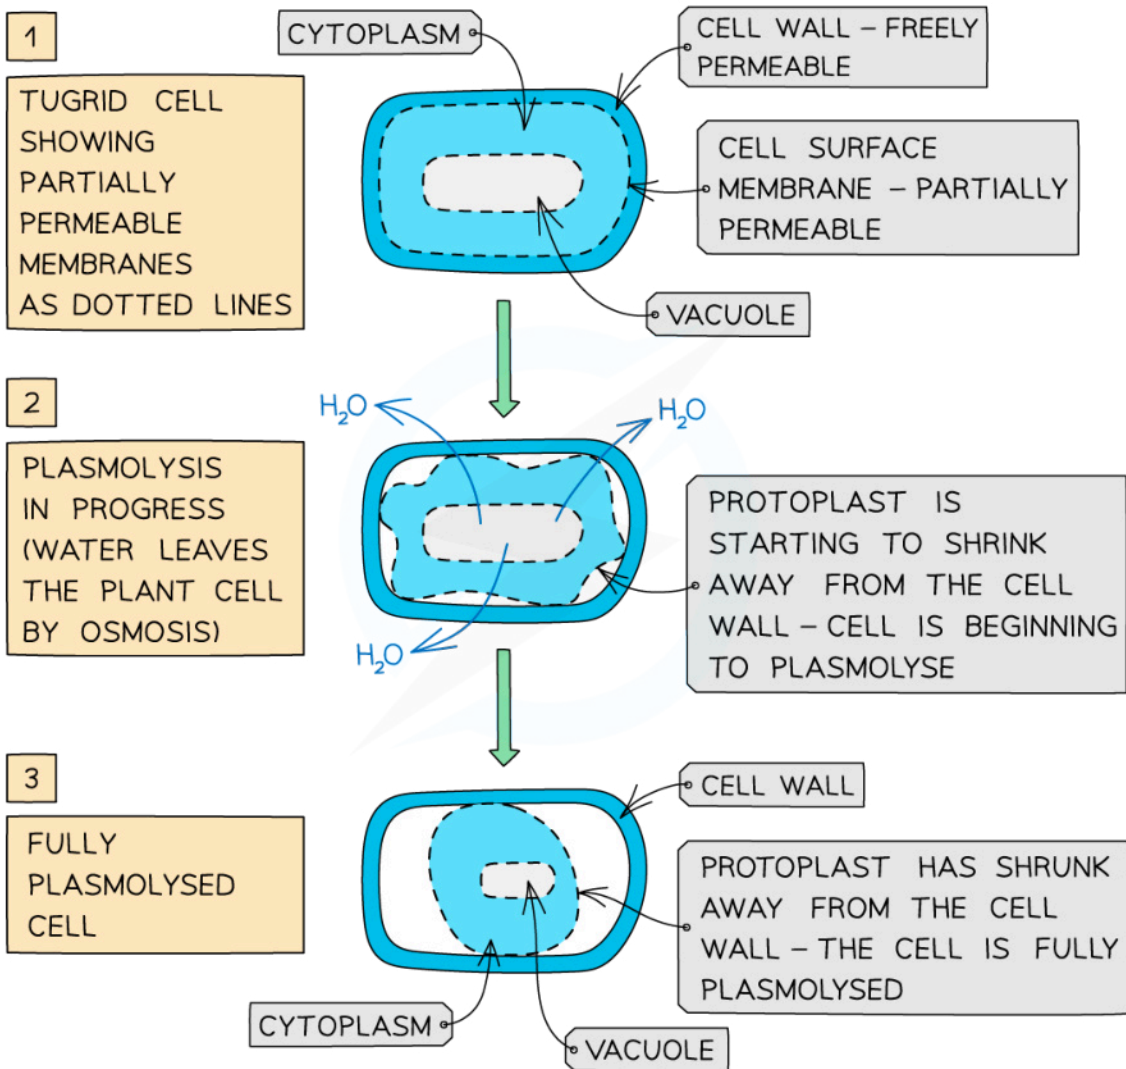 1
TUGRID CELL
SHOWING
PARTIALLY
PERMEABLE
MEMBRANES
AS DOTTED LINES
CYTOPLASM
CELL WALL – FREELY
PERMEABLE
CELL SURFACE
MEMBRANE – PARTIALLY
PERMEABLE
VACUOLE
2
PLASMOLYSIS
IN PROGRESS
(WATER LEAVES
THE PLANT CELL
BY OSMOSIS)
H₂O
H₂O
H₂O
PROTOPLAST IS
STARTING TO SHRINK
AWAY FROM THE CELL
WALL – CELL IS BEGINNING
TO PLASMOLYSE
3
FULLY
PLASMOLYSED
CELL
CELL WALL
PROTOPLAST HAS SHRUNK
AWAY FROM THE CELL
WALL – THE CELL IS FULLY
PLASMOLYSED
CYTOPLASM
VACUOLE